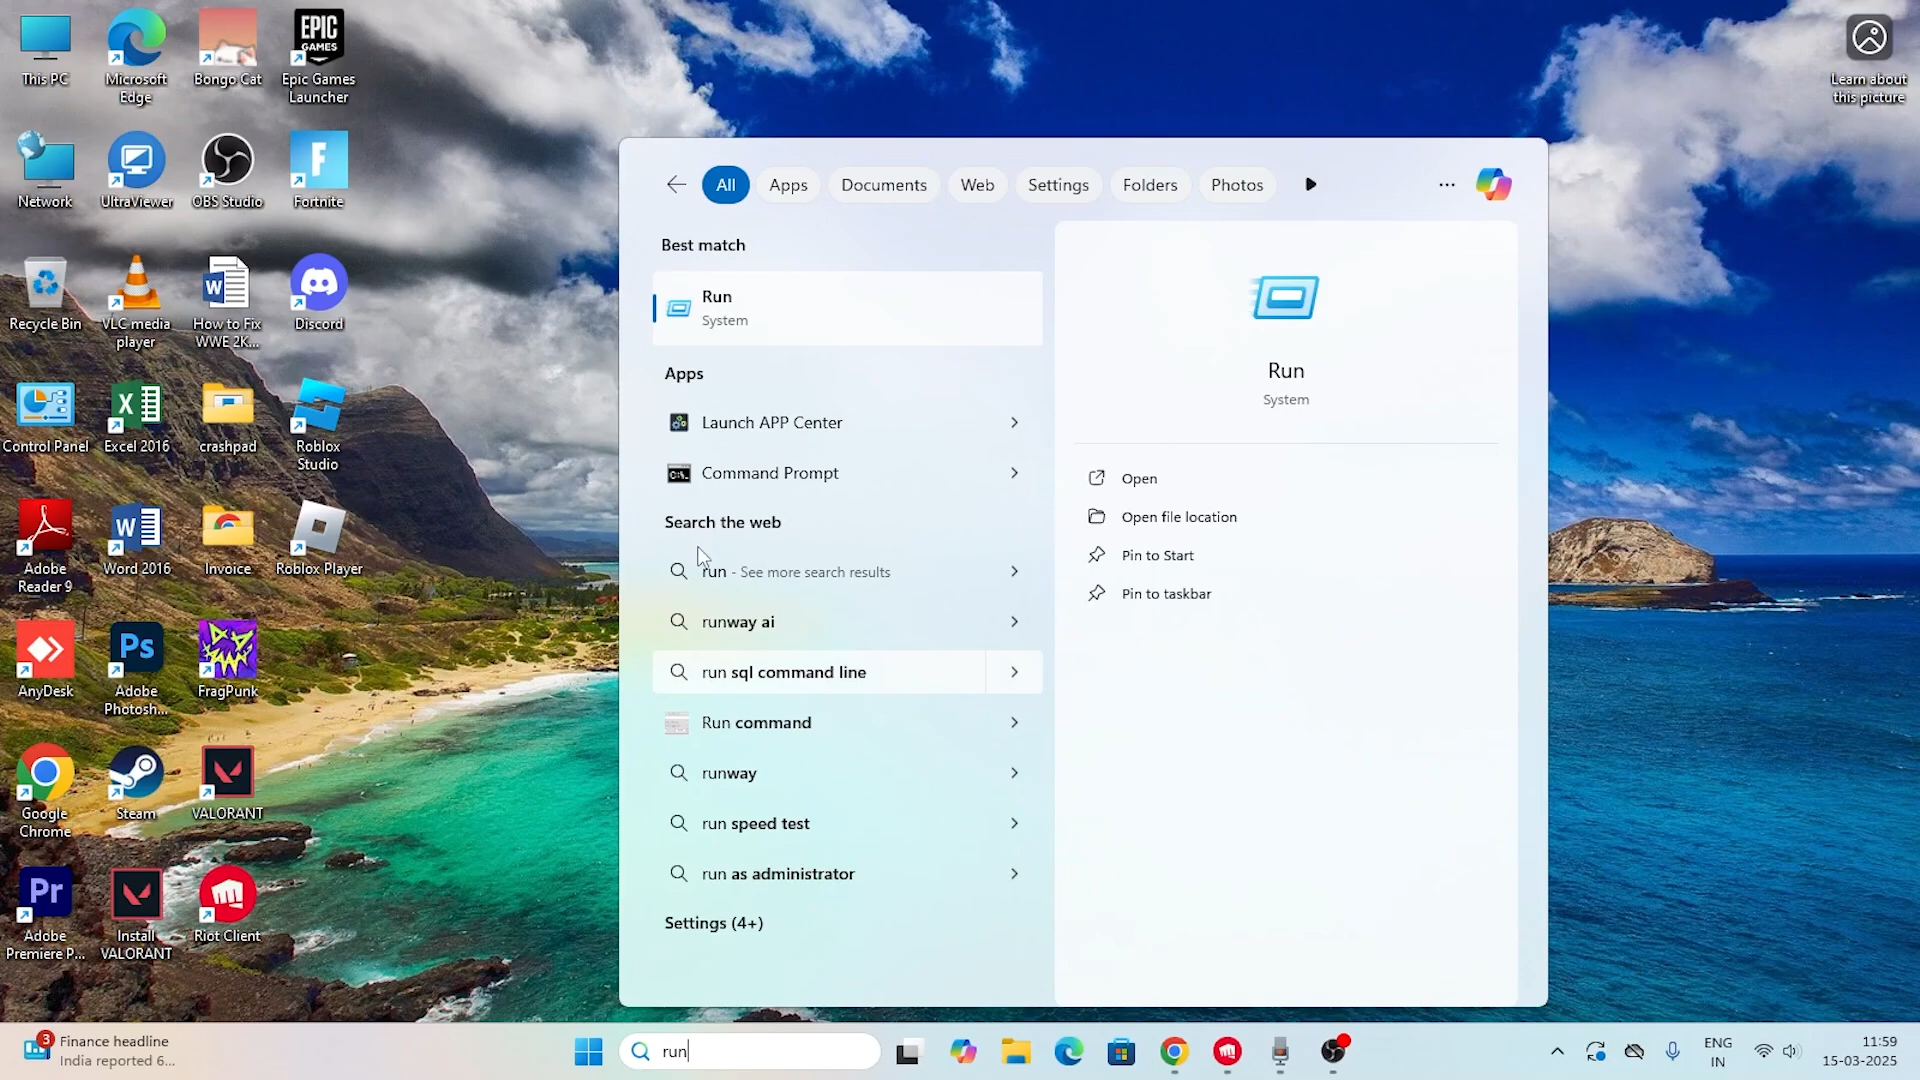 This PC
Microsoft
Edge
Bongo Cat
EPIC
GAMES
Epic Games
Launcher
Network
UltraViewer
OBS Studio
F
Fortnite
Recycle Bin
VLC media
player
W
How to Fix
WWE 2K...
Discord
Control Panel
X
Excel 2016
crashpad
Roblox
Studio
Adobe
Reader 9
W
Word 2016
Invoice
Roblox Player
AnyDesk
Ps
Adobe
Photosh...
FragPunk
Google
Chrome
Steam
VALORANT
Pr
Adobe
Premiere P...
Install
VALORANT
Riot Client
Learn about
this picture
All
Apps
Documents
Web
Settings
Folders
Photos
Best match
Run
System
Apps
Launch APP Center
Command Prompt
Search the web
run - See more search results
runway ai
run sql command line
Run command
runway
run speed test
run as administrator
Settings (4+)
Run
System
Open
Open file location
Pin to Start
Pin to taskbar
3
Finance headline
India reported 6...
run
ENG
IN
11:59
15-03-2025